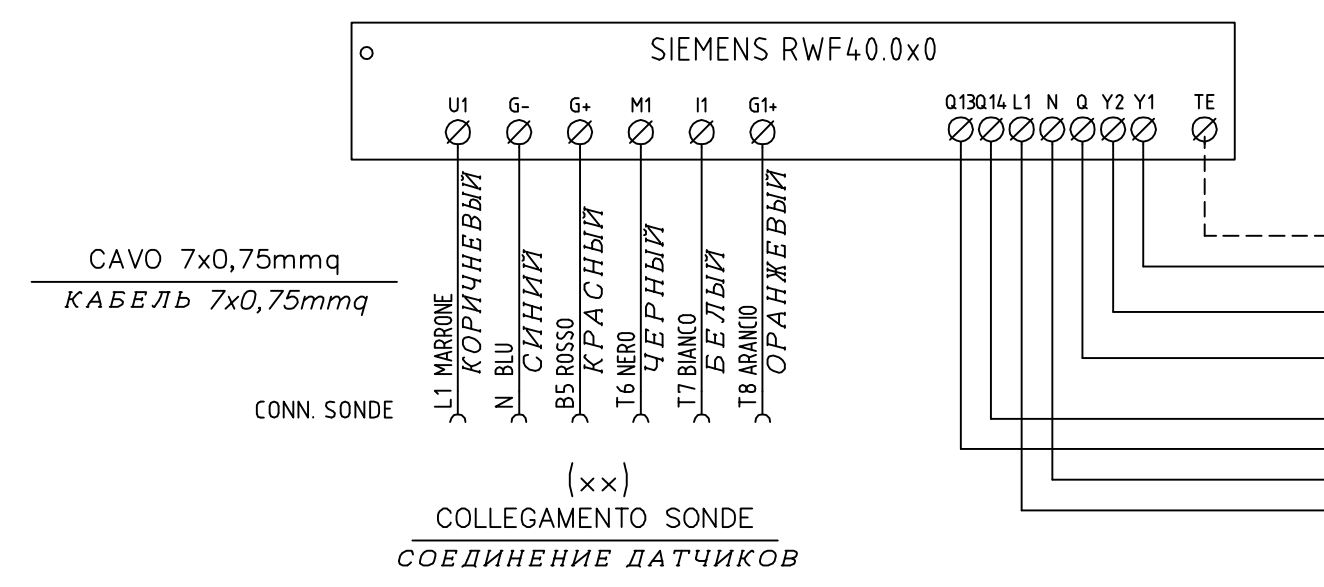 SIEMENS RWF40.0x0
U1 G- G+ M1 I1 G1+ Q13 Q14 L1 N Q Y2 Y1 TE
CAVO 7x0,75mmq
КАБЕЛЬ 7x0,75mmq
L1 MARRONE
КОРИЧНЕВЫЙ
N BLU
СИНИЙ
B5 ROSSO
КРАСНЫЙ
T6 NERO
ЧЕРНЫЙ
T7 BIANCO
БЕЛЫЙ
T8 ARANCIO
ОРАНЖЕВЫЙ
CONN. SONDE
(xx)
COLLEGAMENTO SONDE
СОЕДИНЕНИЕ ДАТЧИКОВ